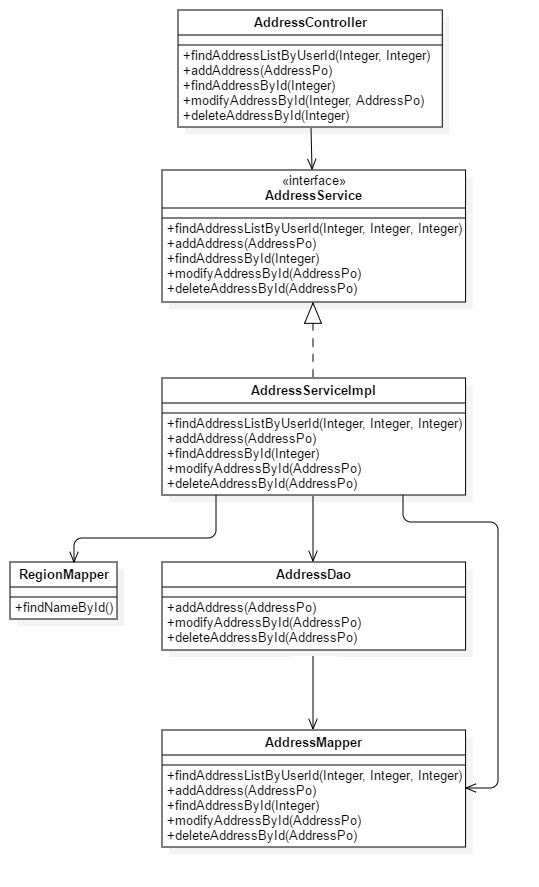 AddressController
+findAddressListByUserId(Integer, Integer)
+addAddress(AddressPo)
+findAddressById(Integer)
+modifyAddressById(Integer, AddressPo)
+deleteAddressById(Integer)
«interface»
AddressService
+findAddressListByUserId(Integer, Integer, Integer)
+addAddress(AddressPo)
+findAddressById(Integer)
+modifyAddressById(AddressPo)
+deleteAddressById(AddressPo)
AddressServiceImpl
+findAddressListByUserId(Integer, Integer, Integer)
+addAddress(AddressPo)
+findAddressById(Integer)
+modifyAddressById(AddressPo)
+deleteAddressById(AddressPo)
RegionMapper
+findNameById()
AddressDao
+addAddress(AddressPo)
+modifyAddressById(AddressPo)
+deleteAddressById(AddressPo)
AddressMapper
+findAddressListByUserId(Integer, Integer, Integer)
+addAddress(AddressPo)
+findAddressById(Integer)
+modifyAddressById(AddressPo)
+deleteAddressById(AddressPo)